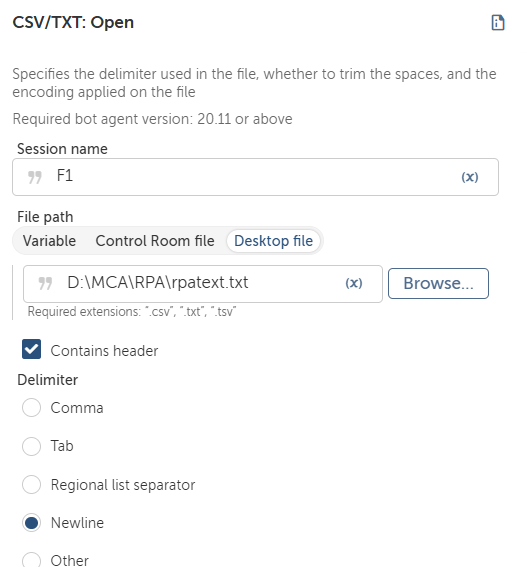 CSV/TXT: Open
Specifies the delimiter used in the file, whether to trim the spaces, and the
encoding applied on the file
Required bot agent version: 20.11 or above
Session name
" F1 (x)
File path
Variable Control Room file Desktop file
" D:\MCA\RPA\rpatext.txt (x) Browse...
Required extensions: ".csv", ".txt", ".tsv"
Contains header
Delimiter
Comma
Tab
Regional list separator
Newline
Other